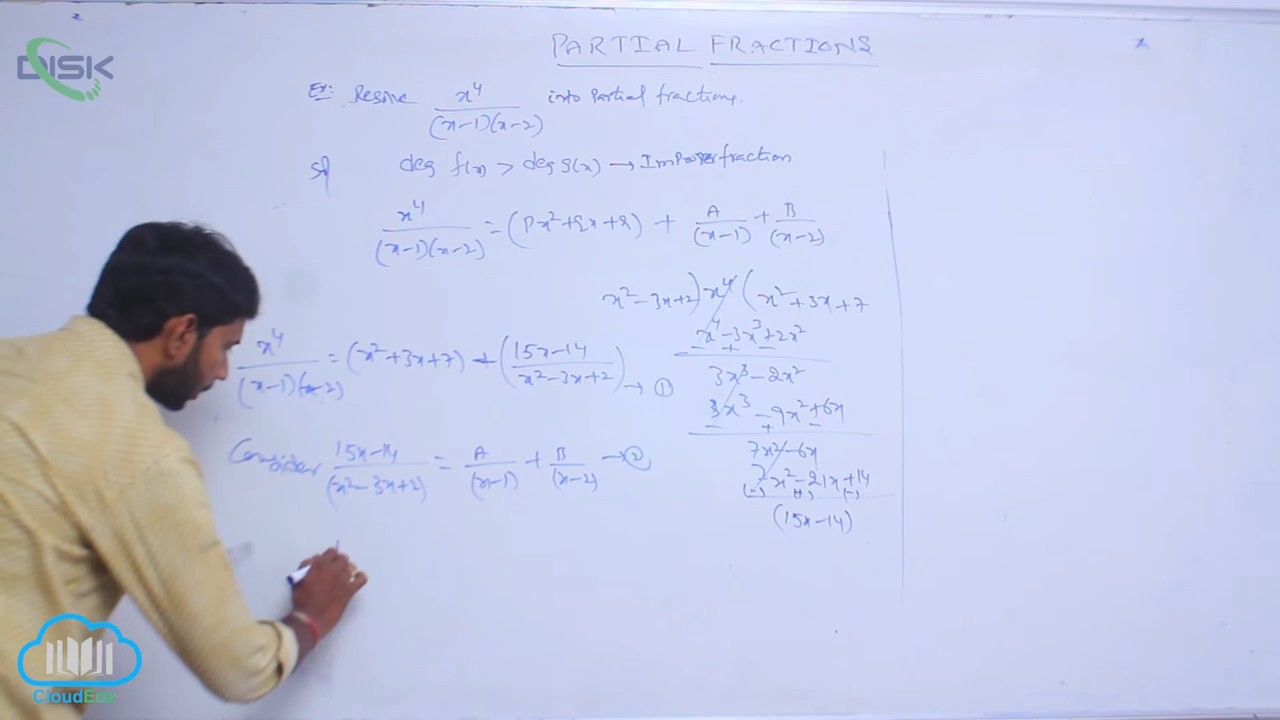 DISK
PARTIAL FRACTIONS
Ex: Resolve x⁴/(x-1)(x-2) into Partial fractions.
Sol deg f(x) > deg g(x) → Improper fraction
x⁴/(x-1)(x-2) = (Px²+Qx+R) + A/(x-1) + B/(x-2)
x²-3x+2) x⁴ (x²+3x+7
x⁴-3x³+2x²
- + -
3x³-2x²
3x³-9x²+6x
- + -
7x²-6x
7x²-21x+14
(-) (+) (-)
(15x-14)
x⁴/(x-1)(x-2) = (x²+3x+7) + (15x-14/x²-3x+2) → ①
Consider 15x-14/(x²-3x+2) = A/(x-1) + B/(x-2) → ②
CloudEdz